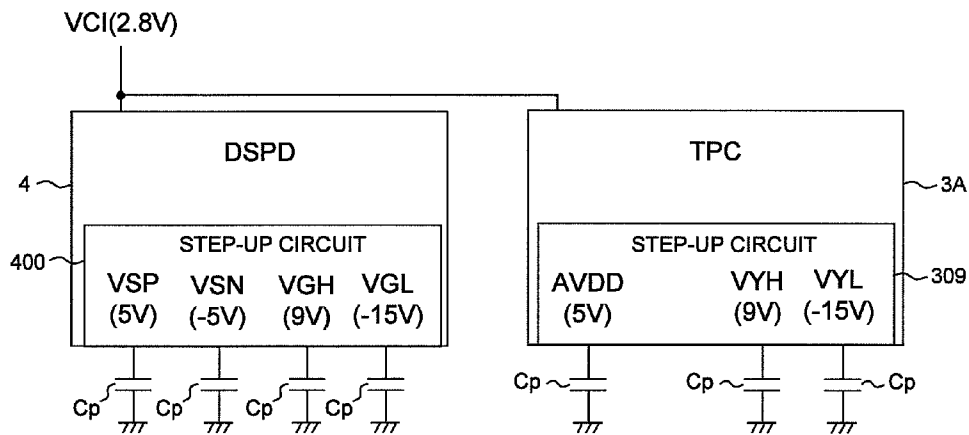 VCI(2.8V)
DSPD
TPC
4
3A
400
STEP-UP CIRCUIT
VSP VSN VGH VGL
(5V) (-5V) (9V) (-15V)
STEP-UP CIRCUIT
309
AVDD VYH VYL
(5V) (9V) (-15V)
Cp Cp Cp Cp
Cp Cp Cp